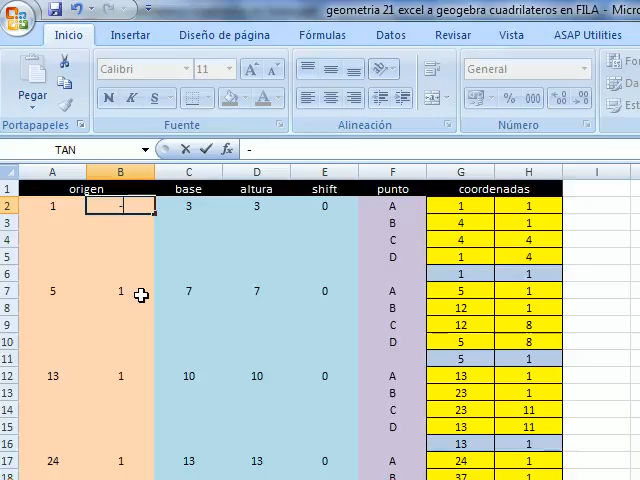 geometria 21 excel a geogebra cuadrilateros en FILA - Micro
Inicio Insertar Diseño de página Fórmulas Datos Revisar Vista ASAP Utilities
Pegar Calibri 11 General
N K S
Portapapeles Fuente Alineación Número
TAN fx -
A B C D E F G H I
1 origen base altura shift punto coordenadas
2 1 - 3 3 0 A 1 1
3 B 4 1
4 C 4 4
5 D 1 4
6 1 1
7 5 1 7 7 0 A 5 1
8 B 12 1
9 C 12 8
10 D 5 8
11 5 1
12 13 1 10 10 0 A 13 1
13 B 23 1
14 C 23 11
15 D 13 11
16 13 1
17 24 1 13 13 0 A 24 1
18 B 37 1